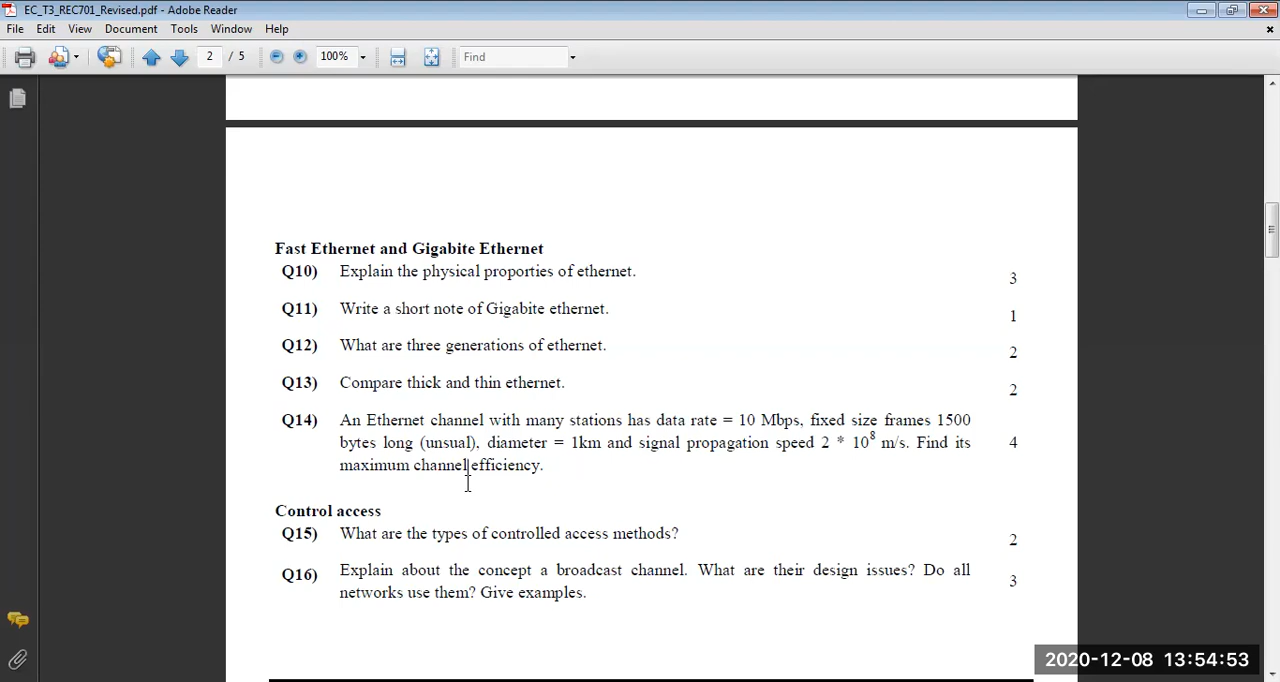 EC_T3_REC701_Revised.pdf - Adobe Reader
File Edit View Document Tools Window Help
2 / 5 100% Find
Fast Ethernet and Gigabite Ethernet
Q10) Explain the physical proporties of ethernet. 3
Q11) Write a short note of Gigabite ethernet. 1
Q12) What are three generations of ethernet. 2
Q13) Compare thick and thin ethernet. 2
Q14) An Ethernet channel with many stations has data rate = 10 Mbps, fixed size frames 1500
bytes long (unsual), diameter = 1km and signal propagation speed 2 * 10^8 m/s. Find its 4
maximum channel efficiency.
Control access
Q15) What are the types of controlled access methods? 2
Q16) Explain about the concept a broadcast channel. What are their design issues? Do all 3
networks use them? Give examples.
2020-12-08 13:54:53